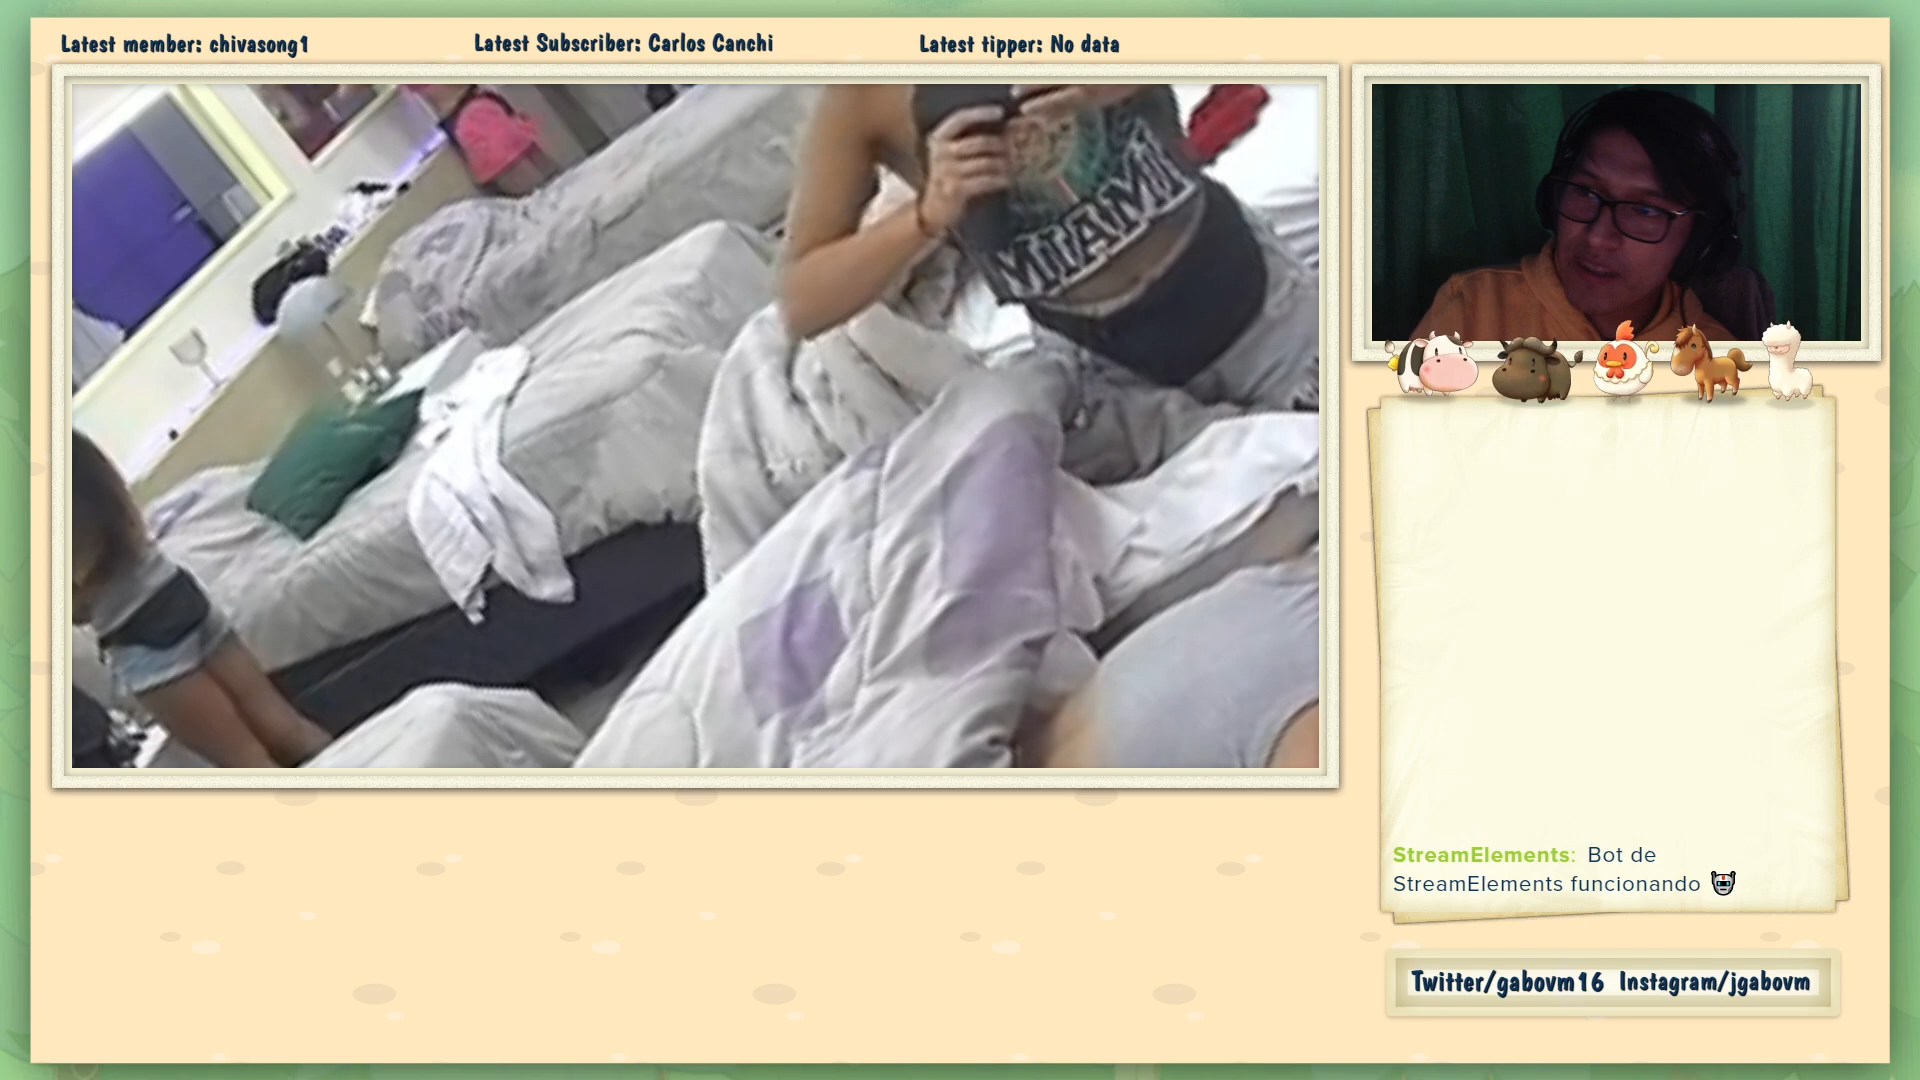 Latest member: chivasong1
Latest Subscriber: Carlos Canchi
Latest tipper: No data
MIAMI
StreamElements: Bot de
StreamElements funcionando
Twitter/gabovm16 Instagram/jgabovm